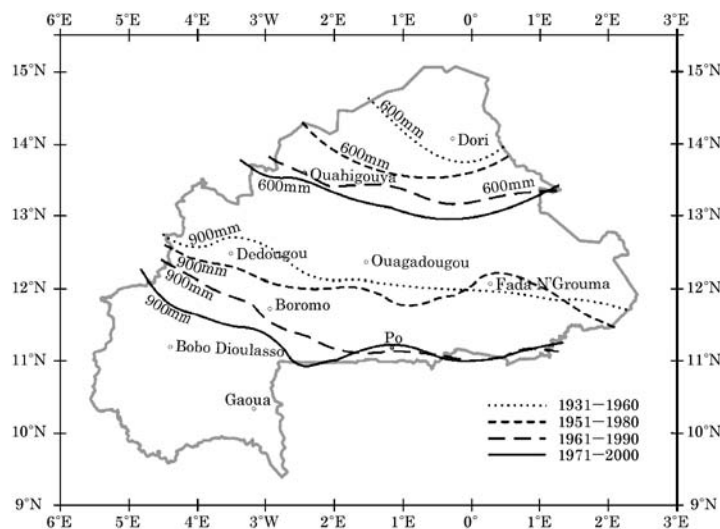 6°E 5°E 4°E 3°W 2°W 1°W 0° 1°E 2°E 3°E
15°N 15°N
600mm
14°N Dori 14°N
600mm
Ouahigouya
600mm 600mm
13°N 13°N
900mm
Dedougou Ouagadougou
900mm
12°N Fada N'Grouma 12°N
900mm
Boromo
900mm
Po
Bobo Dioulasso
11°N 11°N
Gaoua
1931—1960
10°N 1951—1980 10°N
1961—1990
1971—2000
9°N 9°N
6°E 5°E 4°W 3°W 2°W 1°E 0° 1°E 2°E 3°E